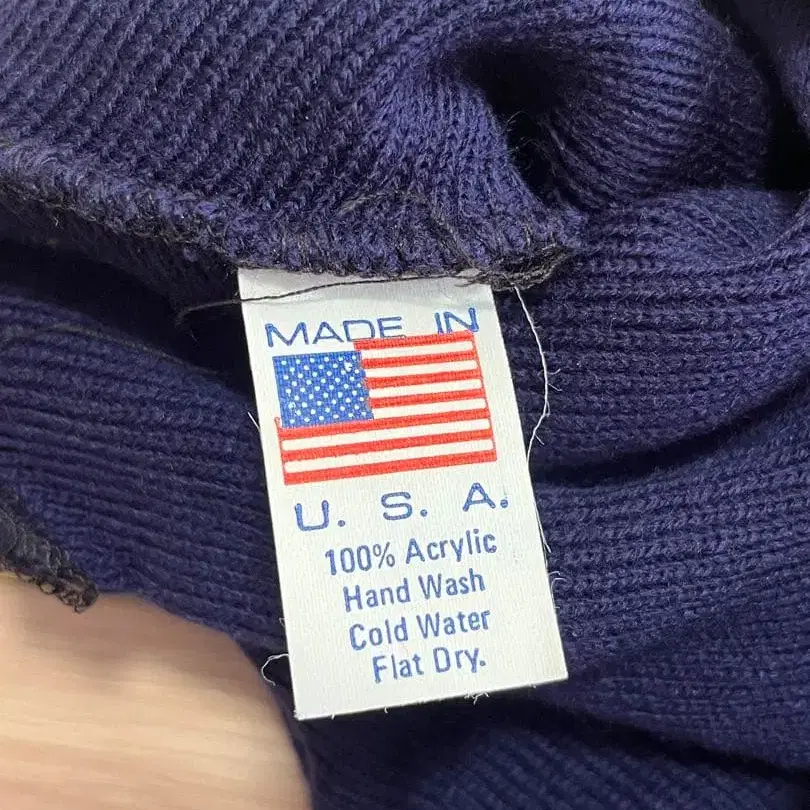 MADE IN
U. S. A.
100% Acrylic
Hand Wash
Cold Water
Flat Dry.